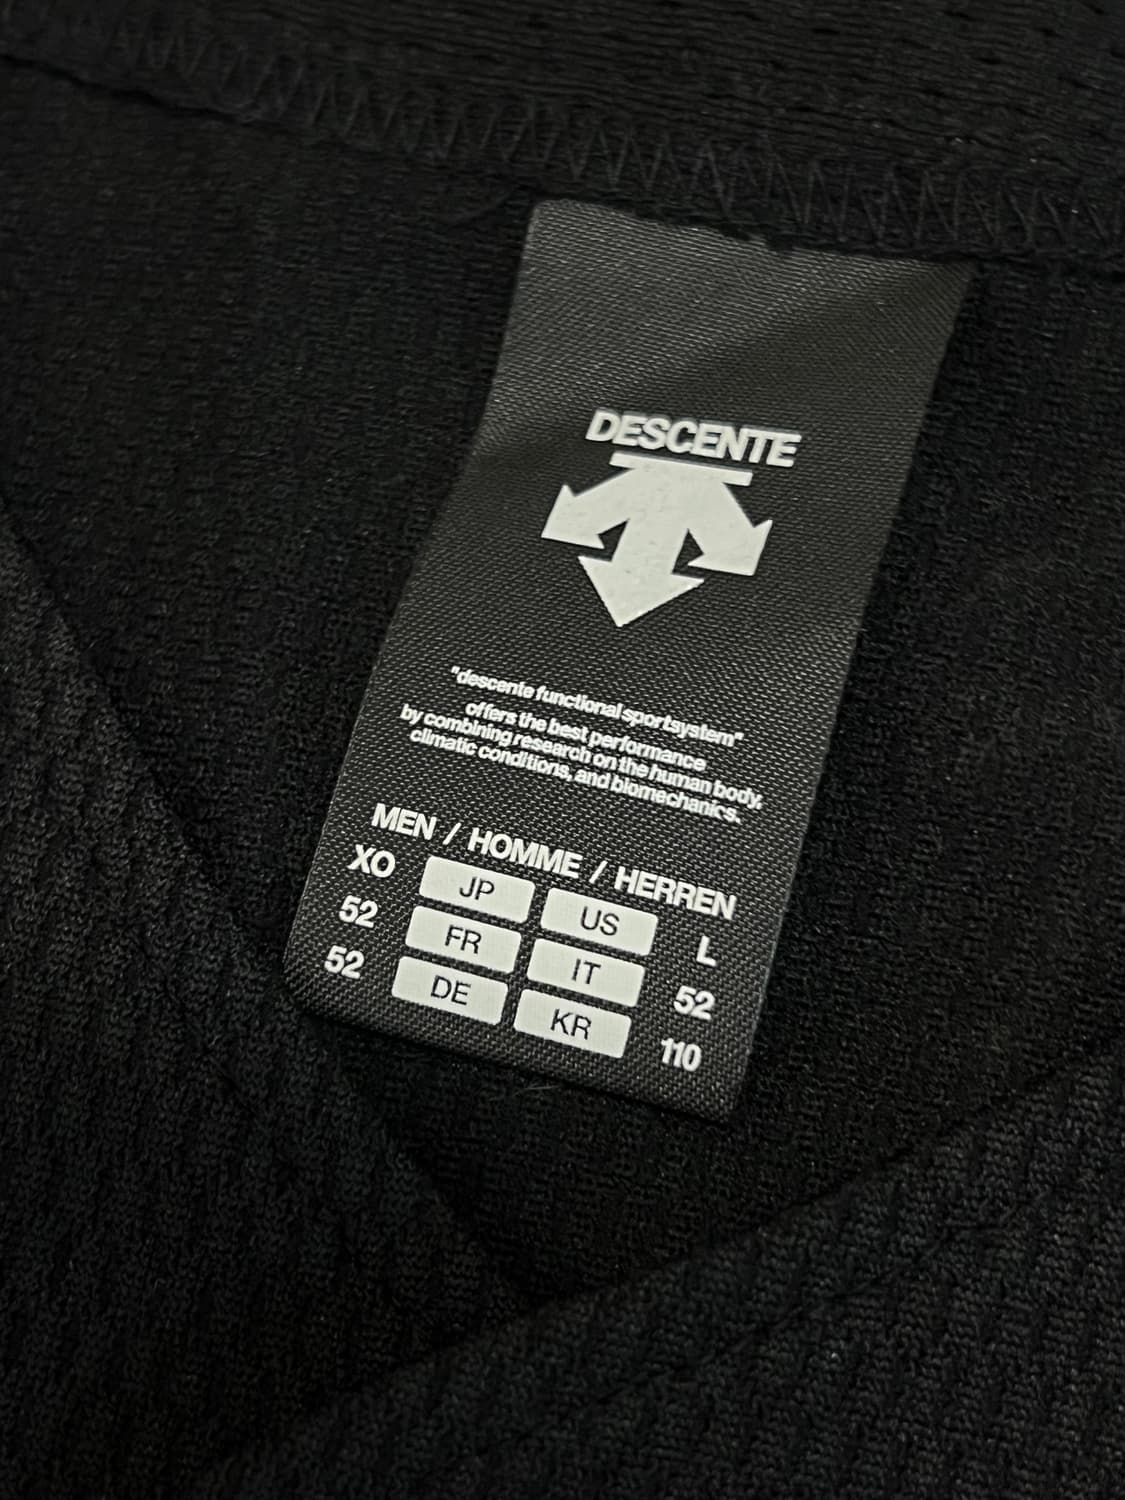 DESCENTE
"descente functional sportsystem"
offers the best performance
by combining research on the human body,
climatic conditions, and biomechanics.
MEN / HOMME / HERREN
XO JP US L
52 FR IT 52
52 DE KR 110